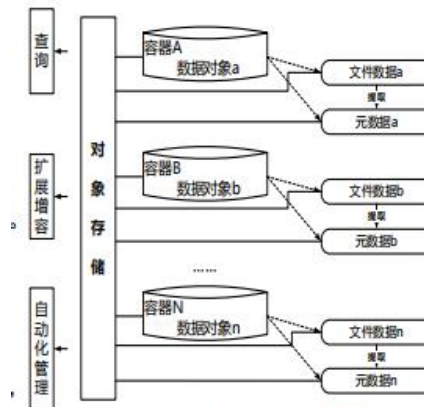 查询
扩展增容
自动化管理
对象存储
容器A
数据对象a
文件数据a
提取
元数据a
容器B
数据对象b
文件数据b
提取
元数据b
……
容器N
数据对象n
文件数据n
提取
元数据n